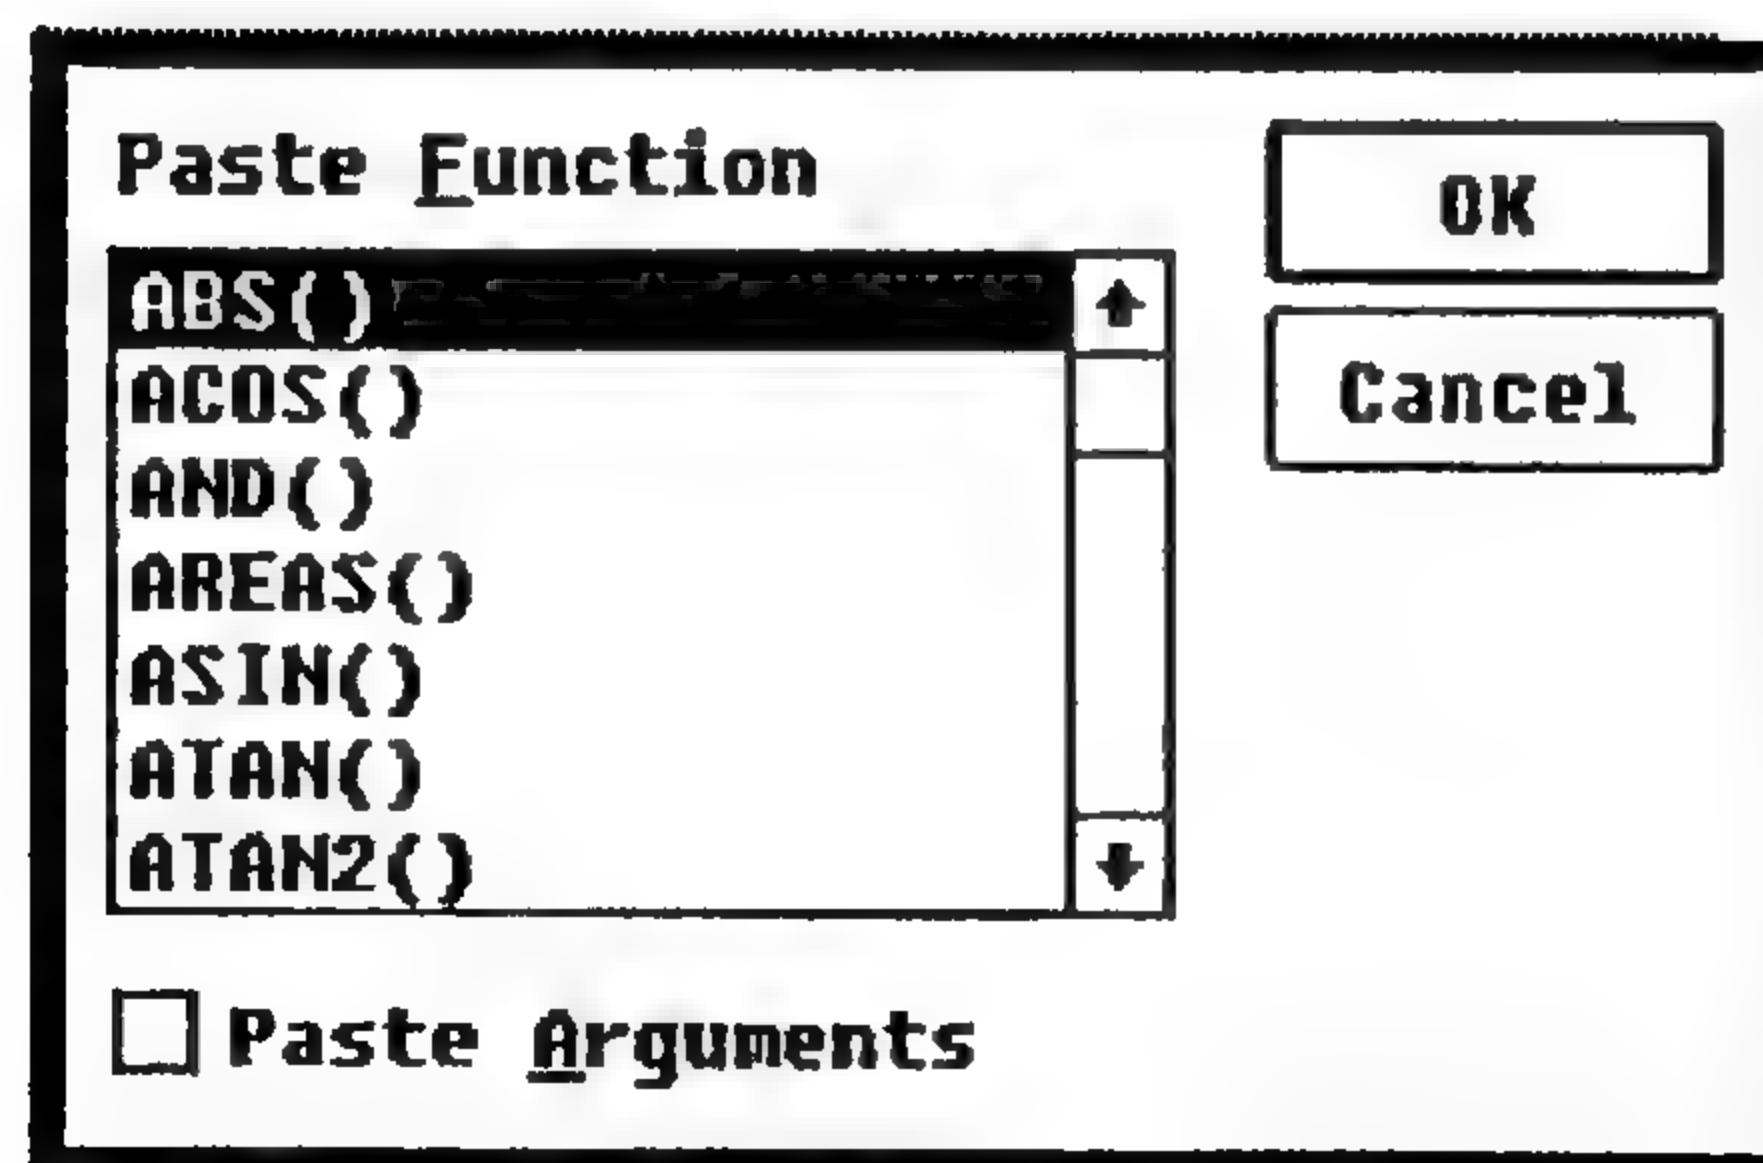 Paste Function
OK
ABS()
Cancel
ACOS()
AND()
AREAS()
ASIN()
ATAN()
ATAN2()
Paste Arguments